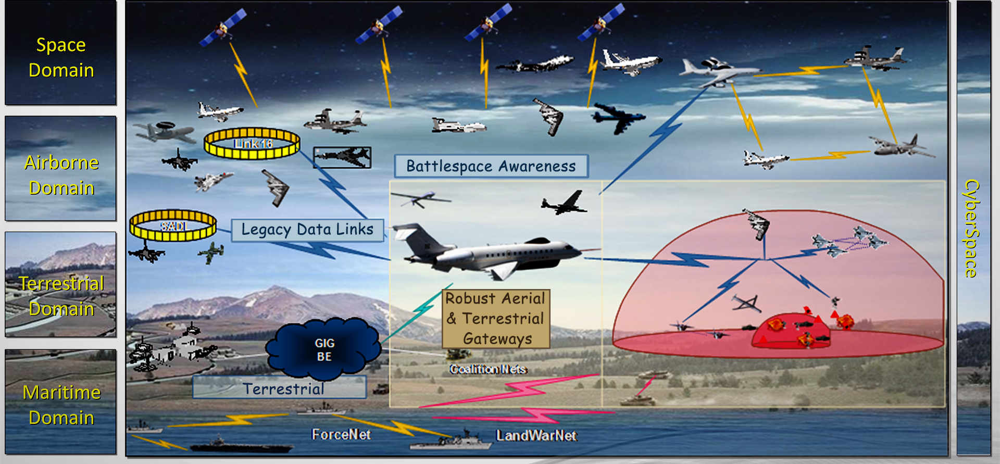 Space
Domain
Airborne
Domain
Terrestrial
Domain
Maritime
Domain
Link 16
SADL
Battlespace Awareness
Legacy Data Links
Robust Aerial
& Terrestrial
Gateways
GIG
BE
Coalition Nets
Terrestrial
ForceNet
LandWarNet
CyberSpace